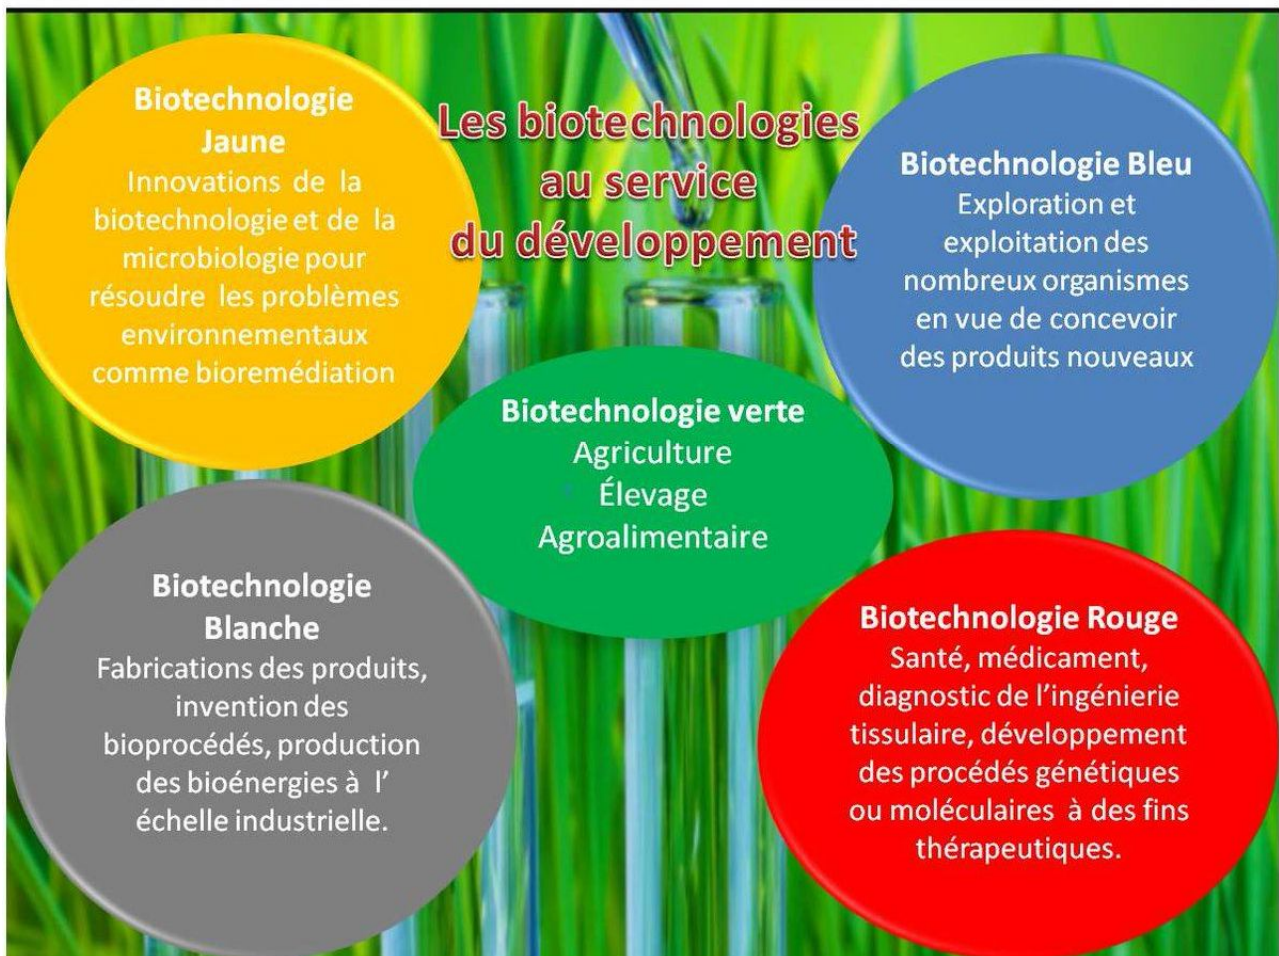 Les biotechnologies
au service
du développement
Biotechnologie
Jaune
Innovations de la
biotechnologie et de la
microbiologie pour
résoudre les problèmes
environnementaux
comme bioremédiation
Biotechnologie Bleu
Exploration et
exploitation des
nombreux organismes
en vue de concevoir
des produits nouveaux
Biotechnologie verte
Agriculture
Élevage
Agroalimentaire
Biotechnologie
Blanche
Fabrications des produits,
invention des
bioprocédés, production
des bioénergies à l’
échelle industrielle.
Biotechnologie Rouge
Santé, médicament,
diagnostic de l’ingénierie
tissulaire, développement
des procédés génétiques
ou moléculaires à des fins
thérapeutiques.